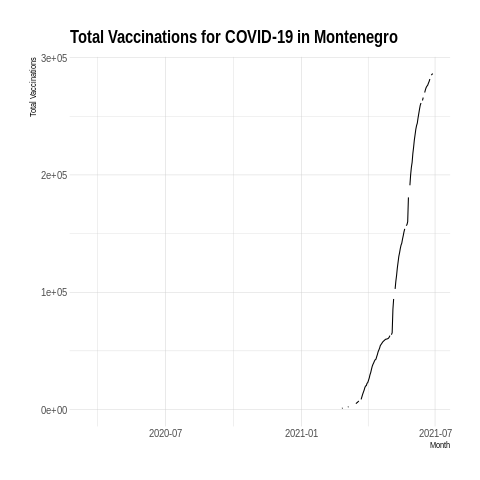 Total Vaccinations for COVID-19 in Montenegro
Total Vaccinations
3e+05
2e+05
1e+05
0e+00
2020-07
2021-01
2021-07
Month